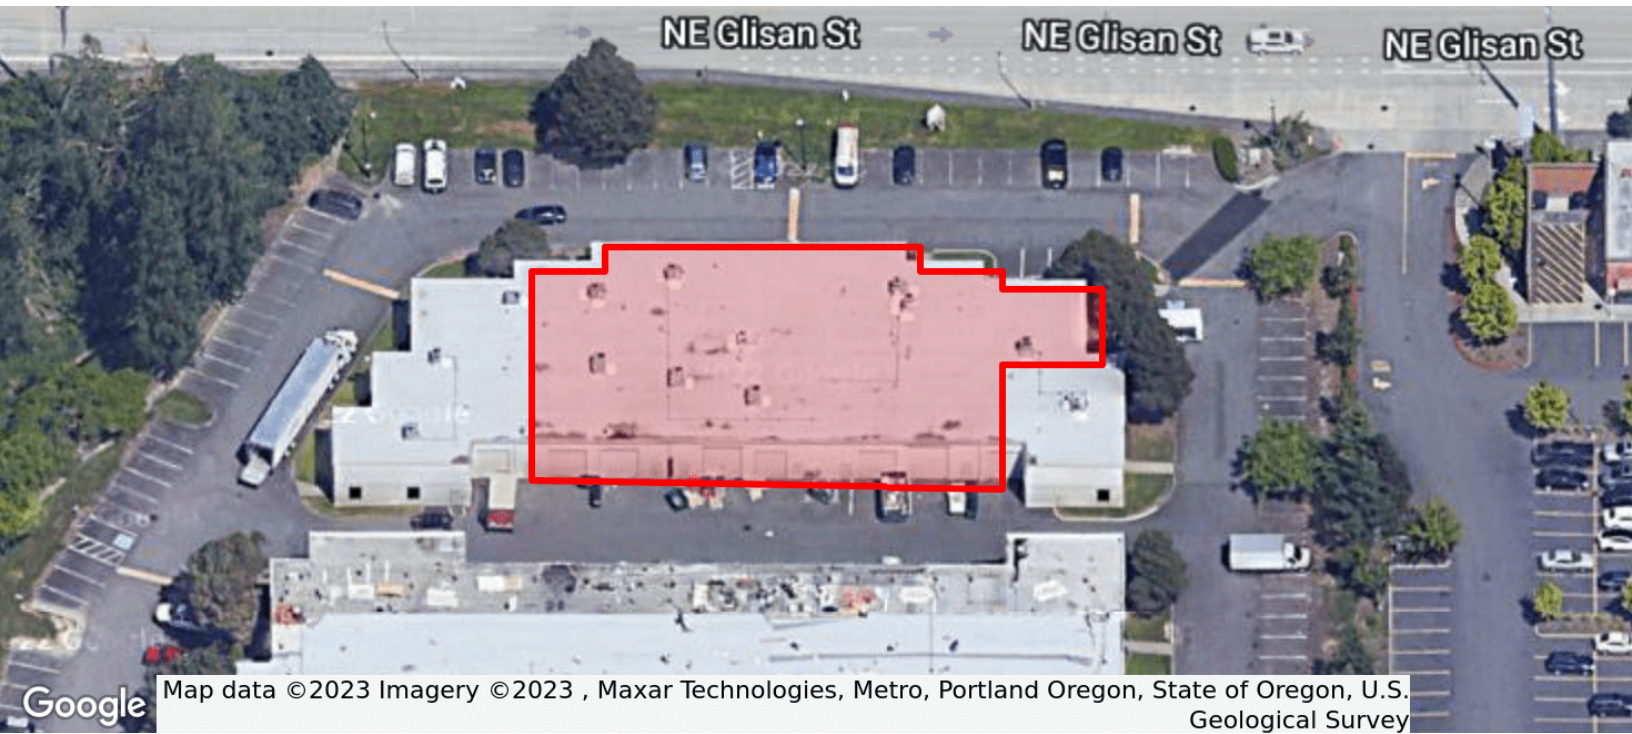 NE Glisan St NE Glisan St NE Glisan St
Google
Map data ©2023 Imagery ©2023 , Maxar Technologies, Metro, Portland Oregon, State of Oregon, U.S.
Geological Survey